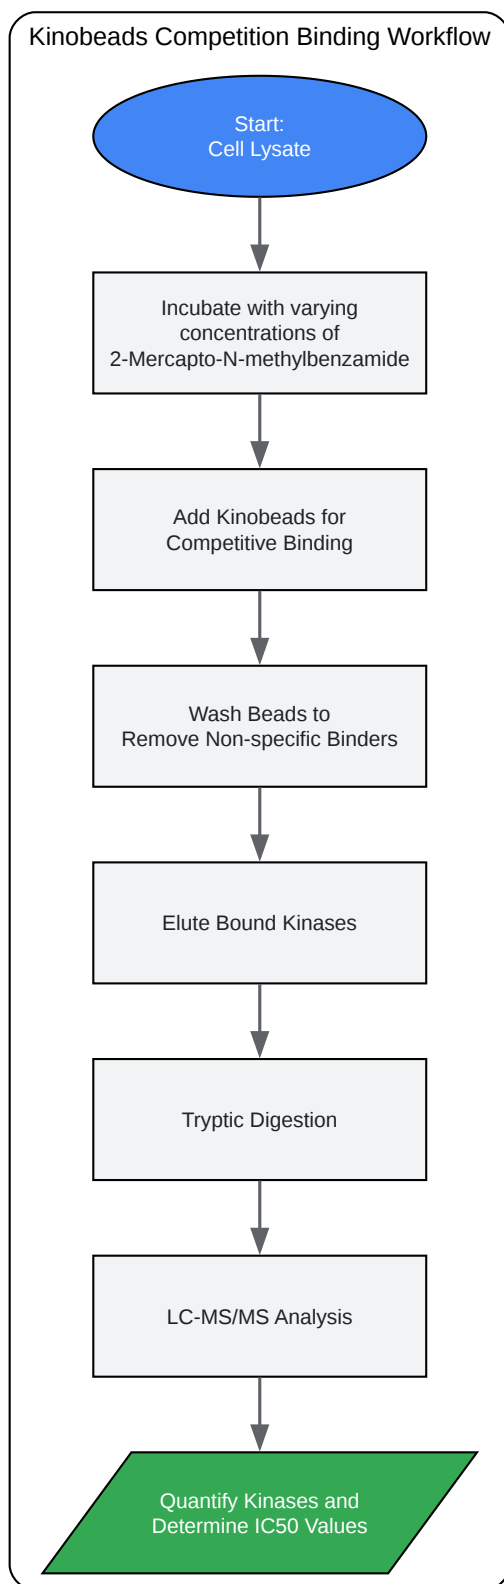 Kinobeads Competition Binding Workflow
Start:
Cell Lysate
Incubate with varying
concentrations of
2-Mercapto-N-methylbenzamide
Add Kinobeads for
Competitive Binding
Wash Beads to
Remove Non-specific Binders
Elute Bound Kinases
Tryptic Digestion
LC-MS/MS Analysis
Quantify Kinases and
Determine IC50 Values